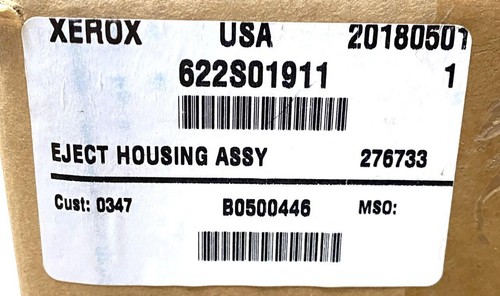 XEROX USA 20180501
622S01911 1
EJECT HOUSING ASSY 276733
Cust: 0347 B0500446 MSO: